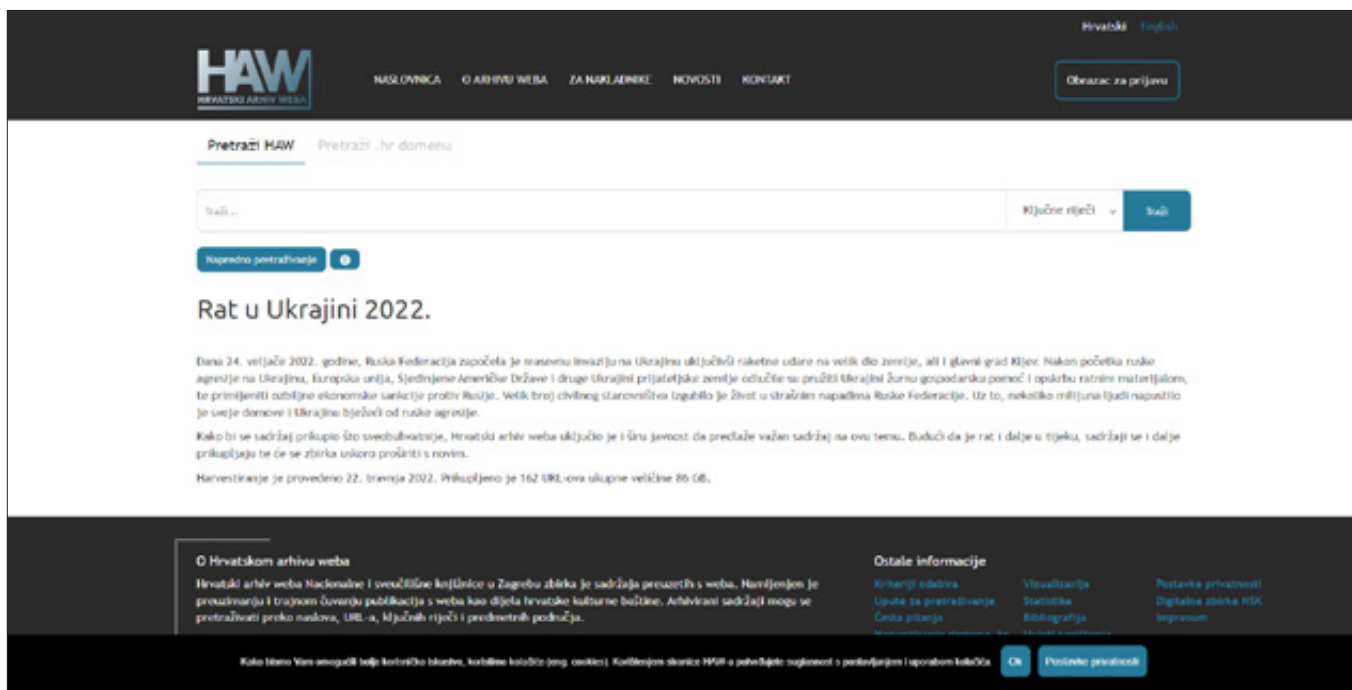 Hrvatski English
HAW
HRVATSKI ARHIV WEBA
NASLOVNICA O ARHIVU WEBA ZA NAKLADNIKE NOVOSTI KONTAKT
Obrazac za prijavu
Pretraži HAW Pretraži .hr domenu
Traži...
Ključne riječi
Traži
Napredno pretraživanje
Rat u Ukrajini 2022.
Dana 24. veljače 2022. godine, Ruska Federacija započela je masovnu invaziju na Ukrajinu uključivši raketne udare na velik dio zemlje, ali i glavni grad Kijev. Nakon početka ruske
agresije na Ukrajinu, Europska unija, Sjedinjene Američke Države i druge Ukrajini prijateljske zemlje odlučile su pružiti Ukrajini žurnu gospodarsku pomoć i opskrbu ratnim materijalom,
te primijeniti ozbiljne ekonomske sankcije protiv Rusije. Velik broj civilnog stanovništva izgubilo je život u strašnim napadima Ruske Federacije. Uz to, nekoliko milijuna ljudi napustilo
je svoje domove i Ukrajinu bježeći od ruske agresije.
Kako bi se sadržaj prikupio što sveobuhvatnije, Hrvatski arhiv weba uključio je i širu javnost da predlaže važan sadržaj na ovu temu. Budući da je rat i dalje u tijeku, sadržaji se i dalje
prikupljaju te će se zbirka uskoro proširiti s novim.
Harvestiranje je provedeno 22. travnja 2022. Prikupljeno je 162 URL-ova ukupne veličine 86 GB.
O Hrvatskom arhivu weba
Hrvatski arhiv weba Nacionalne i sveučilišne knjižnice u Zagrebu zbirka je sadržaja preuzetih s weba. Namijenjen je
preuzimanju i trajnom čuvanju publikacija s weba kao dijela hrvatske kulturne baštine. Arhivirani sadržaji mogu se
pretraživati preko naslova, URL-a, ključnih riječi i predmetnih područja.
Ostale informacije
Kriteriji odabira Vizualizacija Postavke privatnosti
Upute za pretraživanje Statistika Digitalne zbirke NSK
Česta pitanja Bibliografija Impresum
Kako bismo Vam omogućili bolje korisničko iskustvo, koristimo kolačiće (eng. cookies). Korištenjem stranice HAW-a potvrđujete suglasnost s postavljanjem i uporabom kolačića. Ok Postavke privatnosti